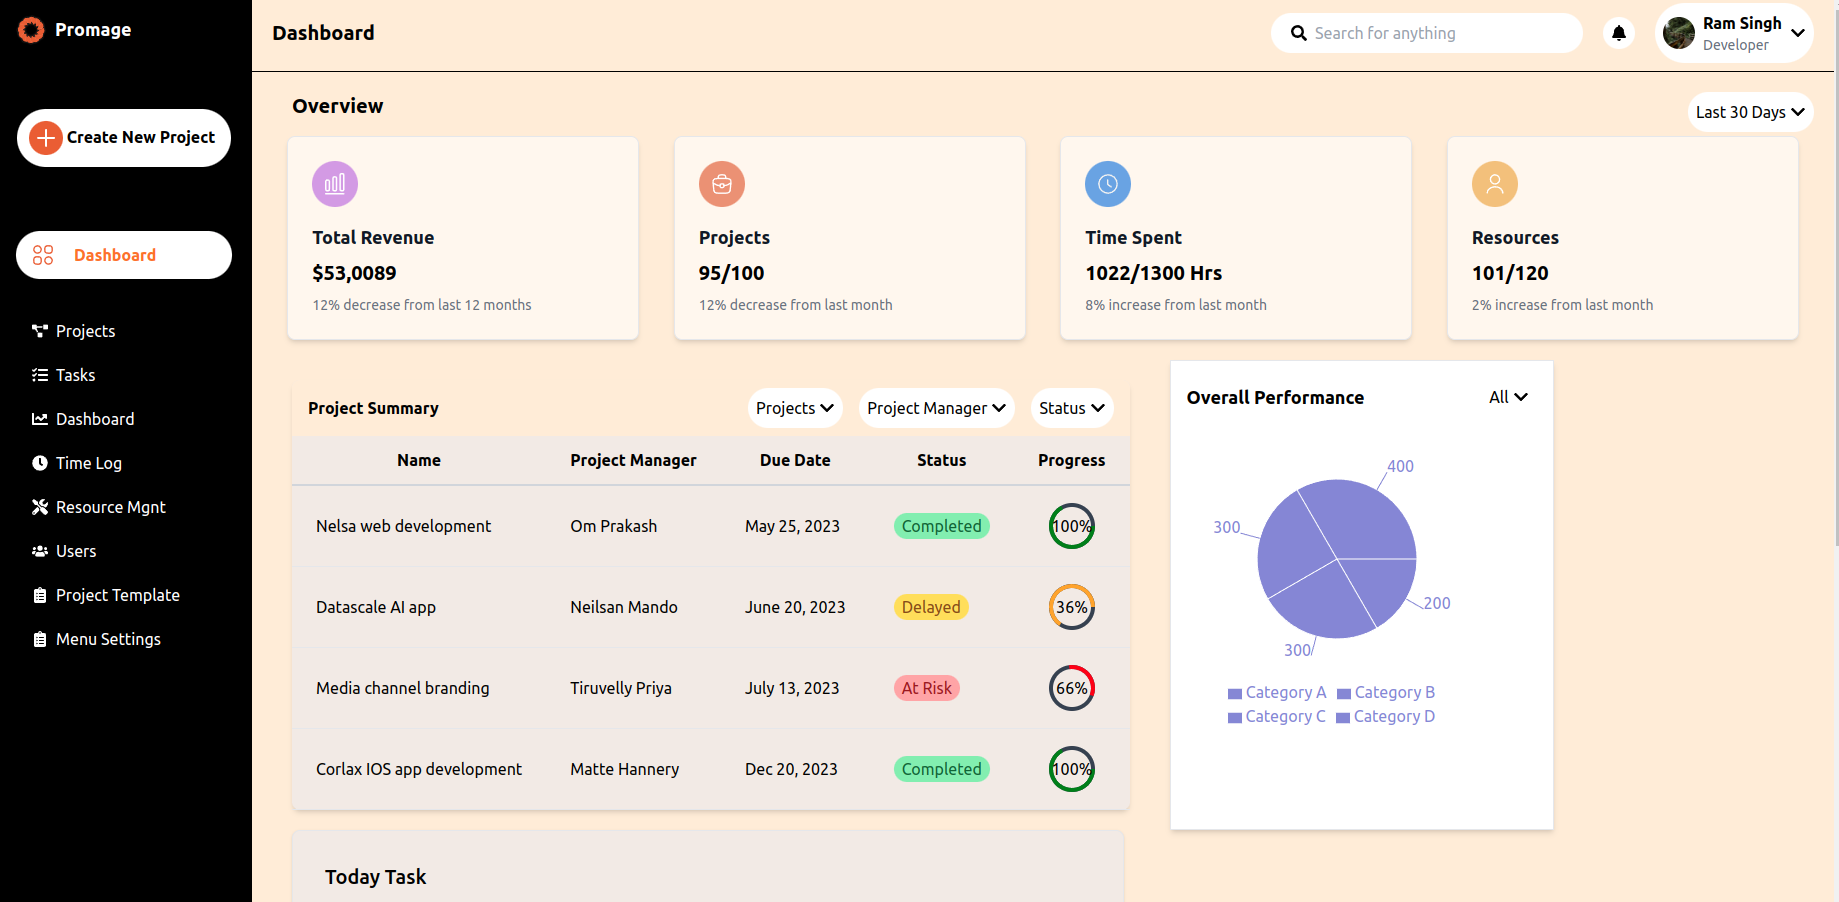 Promage
Create New Project
Dashboard
Projects
Tasks
Dashboard
Time Log
Resource Mgnt
Users
Project Template
Menu Settings
Dashboard
Search for anything
Ram Singh
Developer
Overview
Last 30 Days
Total Revenue
$53,0089
12% decrease from last 12 months
Projects
95/100
12% decrease from last month
Time Spent
1022/1300 Hrs
8% increase from last month
Resources
101/120
2% increase from last month
Project Summary Projects Project Manager Status
Name Project Manager Due Date Status Progress
Nelsa web development Om Prakash May 25, 2023 Completed 100%
Datascale AI app Neilsan Mando June 20, 2023 Delayed 36%
Media channel branding Tiruvelly Priya July 13, 2023 At Risk 66%
Corlax IOS app development Matte Hannery Dec 20, 2023 Completed 100%
Overall Performance All
400
300
200
300
Category A Category B
Category C Category D
Today Task